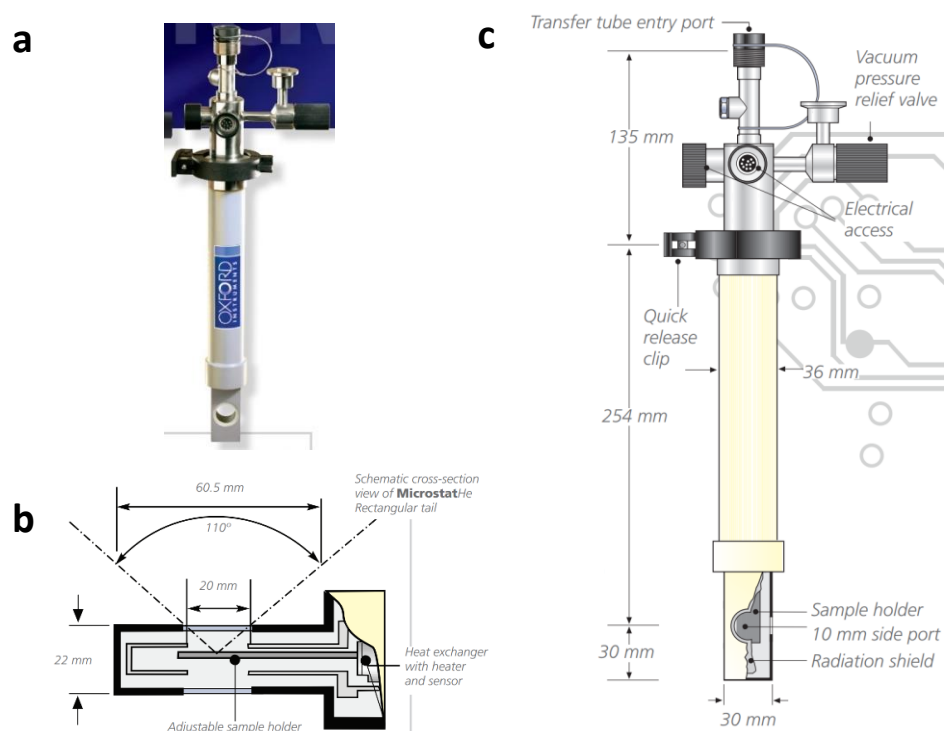 a
OXFORD
INSTRUMENTS
b
60.5 mm
Schematic cross-section
view of MicrostatHe
Rectangular tail
110°
20 mm
22 mm
Heat exchanger
with heater
and sensor
Adjustable sample holder
c
Transfer tube entry port
Vacuum
pressure
relief valve
135 mm
Electrical
access
Quick
release
clip
36 mm
254 mm
Sample holder
10 mm side port
Radiation shield
30 mm
30 mm